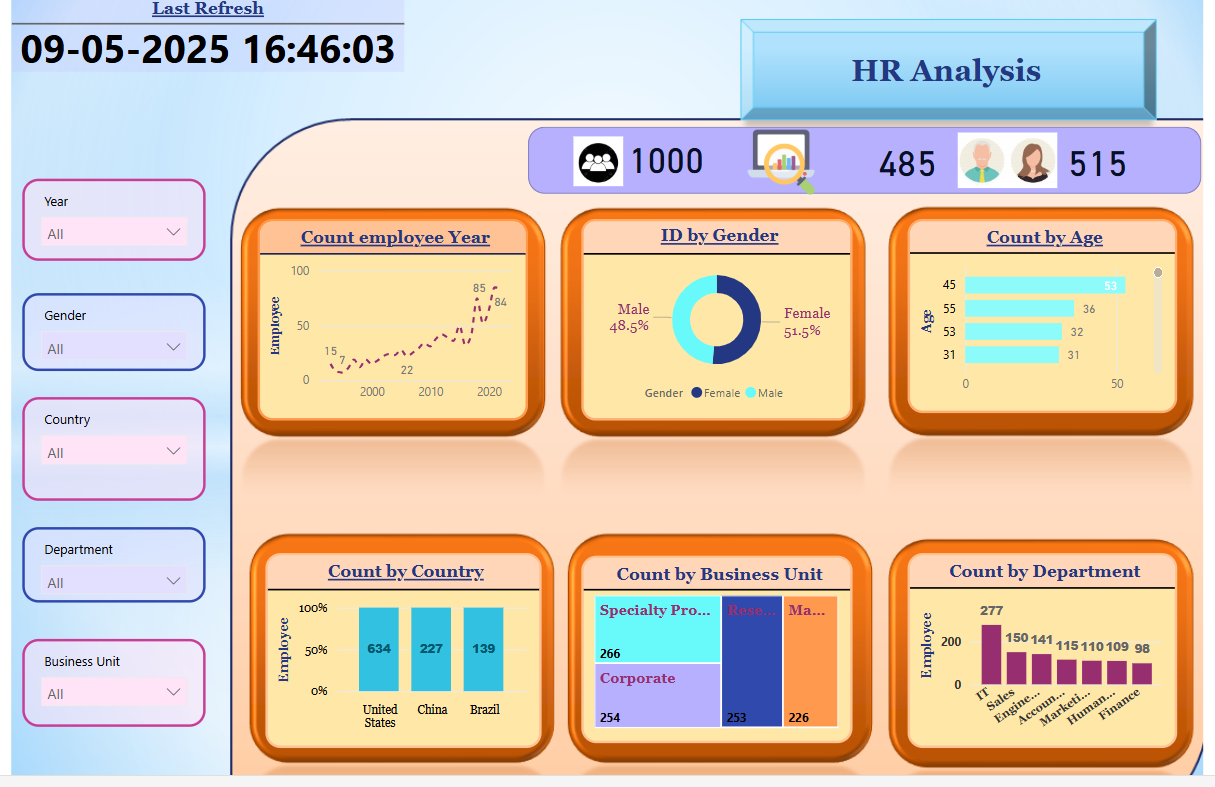 Last Refresh
09-05-2025 16:46:03
HR Analysis
1000
485
515
Year
All
Gender
All
Country
All
Department
All
Business Unit
All
Count employee Year
Employee
100
50
0
15
7
22
85
84
2000
2010
2020
ID by Gender
Male
48.5%
Female
51.5%
Gender
Female
Male
Count by Age
Age
45
53
55
36
53
32
31
31
0
50
Count by Country
Employee
100%
50%
0%
634
227
139
United
States
China
Brazil
Count by Business Unit
Specialty Pro...
266
Corporate
254
Rese...
253
Ma...
226
Count by Department
Employee
200
0
277
150
141
115
110
109
98
IT
Sales
Engine...
Accoun...
Marketi...
Human...
Finance